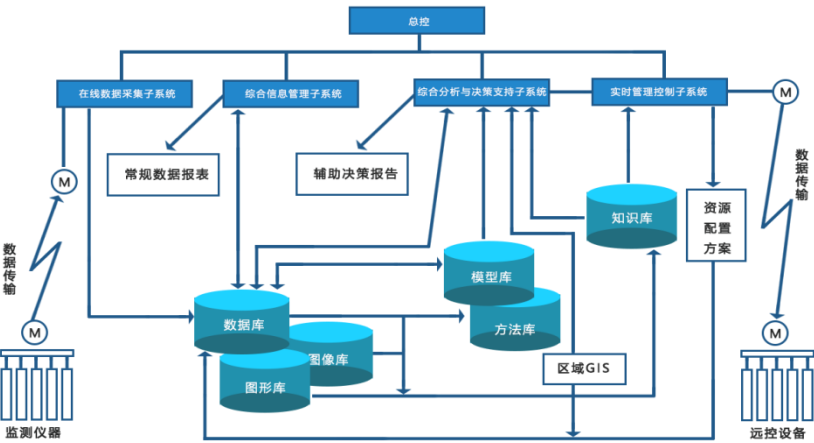 总控
在线数据采集子系统
综合信息管理子系统
综合分析与决策支持子系统
实时管理控制子系统
M
M
常规数据报表
辅助决策报告
数据传输
知识库
资源
配置
方案
数据传输
模型库
数据库
方法库
图像库
图形库
M
M
区域GIS
监测仪器
远控设备